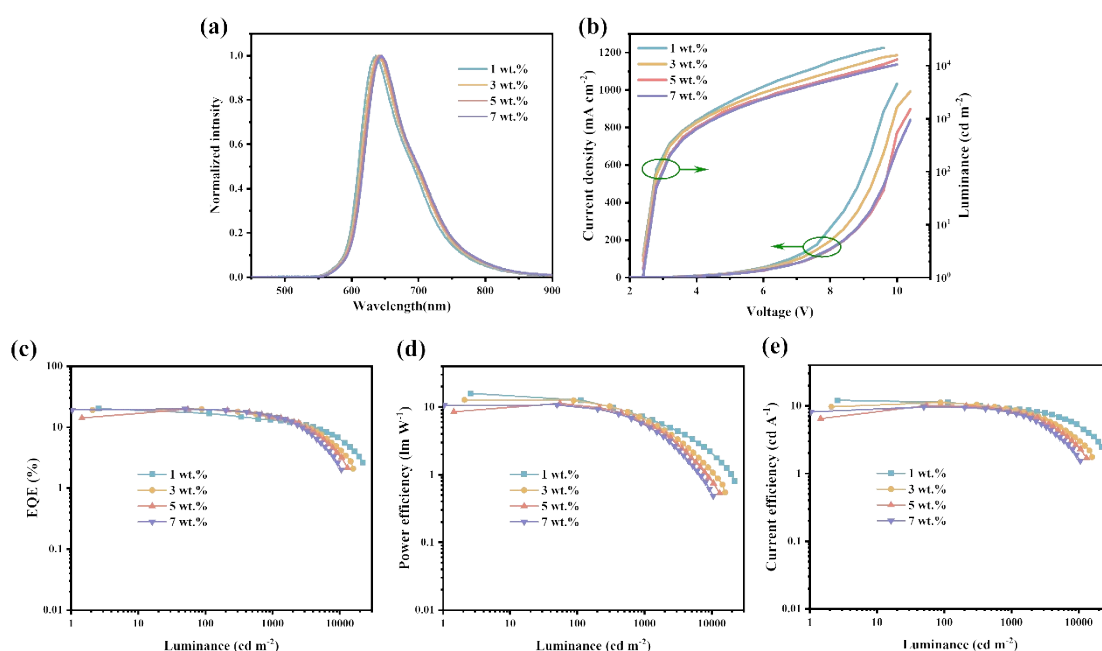 (a)
1.0
0.8
0.6
0.4
0.2
0.0
Normalized intusity
500
600
700
800
900
Wavelength(nm)
1 wt.%
3 wt.%
5 wt.%
7 wt.%
(b)
1200
1000
800
600
400
200
0
Current density (mA cm⁻²)
2
4
6
8
10
Voltage (V)
10⁴
10³
10²
10¹
10⁰
Luminance (cd m⁻²)
1 wt.%
3 wt.%
5 wt.%
7 wt.%
(c)
100
10
1
0.1
0.01
EQE (%)
1
10
100
1000
10000
Luminance (cd m⁻²)
1 wt.%
3 wt.%
5 wt.%
7 wt.%
(d)
100
10
1
0.1
0.01
Power efficiency (lm W⁻¹)
1
10
100
1000
10000
Luminance (cd m⁻²)
1 wt.%
3 wt.%
5 wt.%
7 wt.%
(e)
100
10
1
0.1
0.01
Current efficiency (cd A⁻¹)
1
10
100
1000
10000
Luminance (cd m⁻²)
1 wt.%
3 wt.%
5 wt.%
7 wt.%